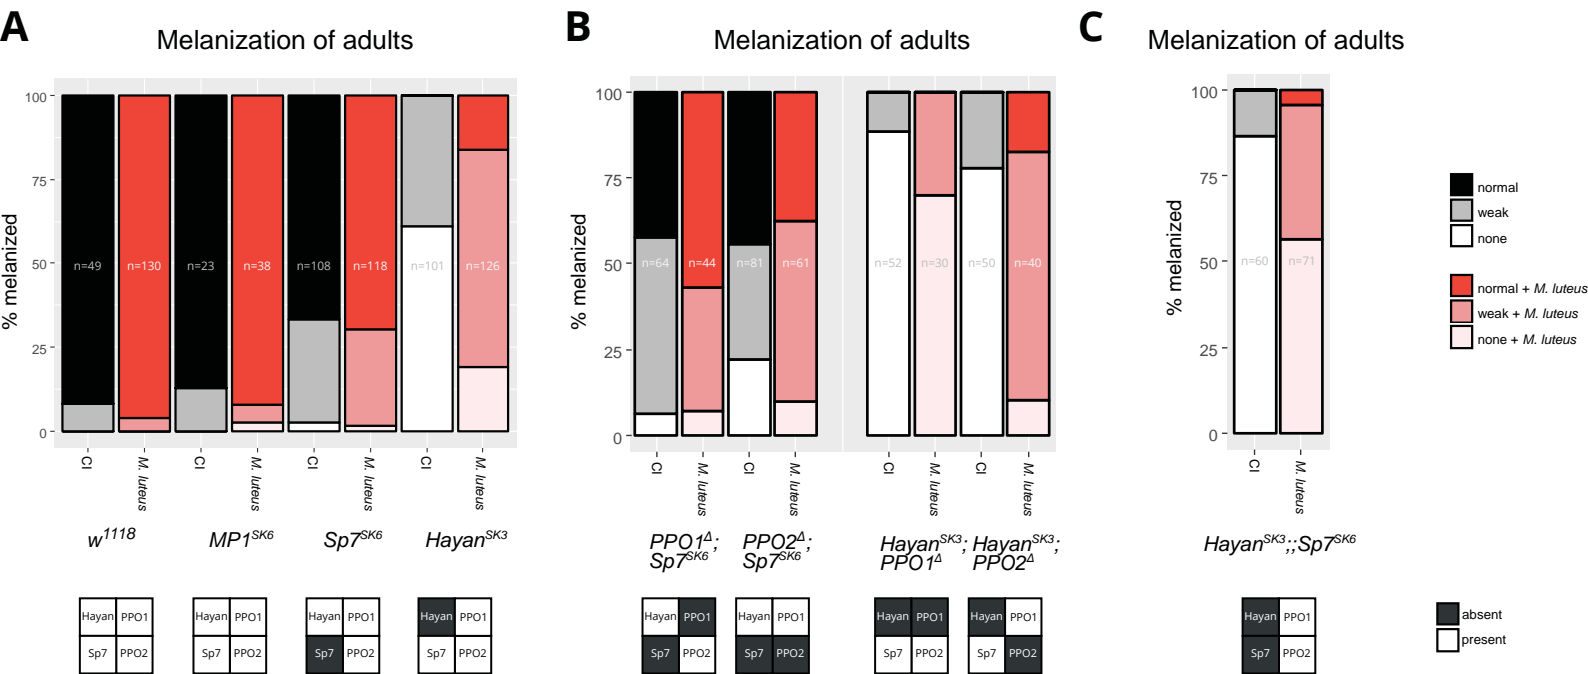 A
Melanization of adults
% melanized
100
75
50
25
0
n=49
n=130
n=23
n=38
n=108
n=118
n=101
n=126
CI
M. luteus
CI
M. luteus
CI
M. luteus
CI
M. luteus
w1118
MP1SK6
Sp7SK6
HayanSK3
Hayan PPO1
Sp7 PPO2
Hayan PPO1
Sp7 PPO2
Hayan PPO1
Sp7 PPO2
Hayan PPO1
Sp7 PPO2
B
Melanization of adults
% melanized
100
75
50
25
0
n=64
n=44
n=81
n=61
n=52
n=30
n=50
n=40
CI
M. luteus
CI
M. luteus
CI
M. luteus
CI
M. luteus
PPO1Δ;
Sp7SK6
PPO2Δ;
Sp7SK6
HayanSK3;
PPO1Δ
HayanSK3;
PPO2Δ
Hayan PPO1
Sp7 PPO2
Hayan PPO1
Sp7 PPO2
Hayan PPO1
Sp7 PPO2
Hayan PPO1
Sp7 PPO2
C
Melanization of adults
% melanized
100
75
50
25
0
n=60
n=71
CI
M. luteus
HayanSK3;;Sp7SK6
Hayan PPO1
Sp7 PPO2
normal
weak
none
normal + M. luteus
weak + M. luteus
none + M. luteus
absent
present